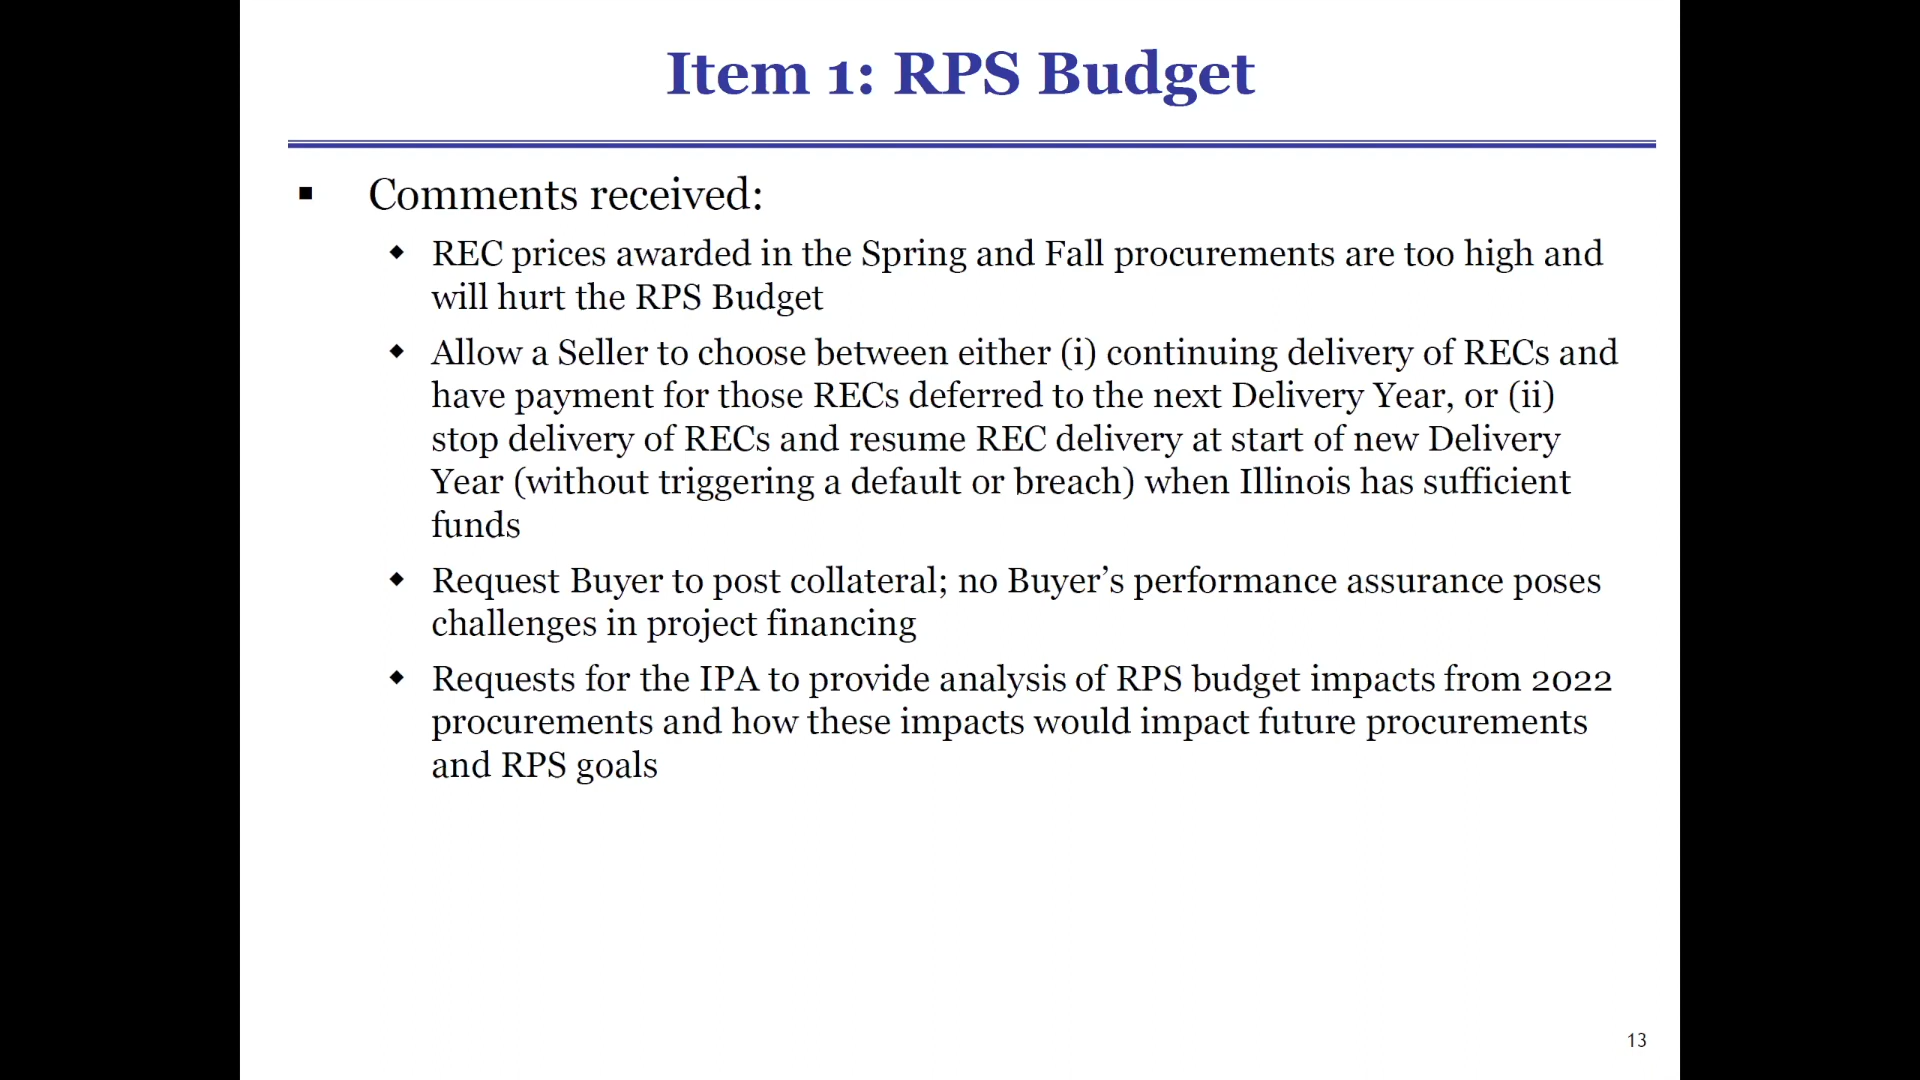 Item 1: RPS Budget
▪ Comments received:
◆ REC prices awarded in the Spring and Fall procurements are too high and
will hurt the RPS Budget
◆ Allow a Seller to choose between either (i) continuing delivery of RECs and
have payment for those RECs deferred to the next Delivery Year, or (ii)
stop delivery of RECs and resume REC delivery at start of new Delivery
Year (without triggering a default or breach) when Illinois has sufficient
funds
◆ Request Buyer to post collateral; no Buyer’s performance assurance poses
challenges in project financing
◆ Requests for the IPA to provide analysis of RPS budget impacts from 2022
procurements and how these impacts would impact future procurements
and RPS goals
13